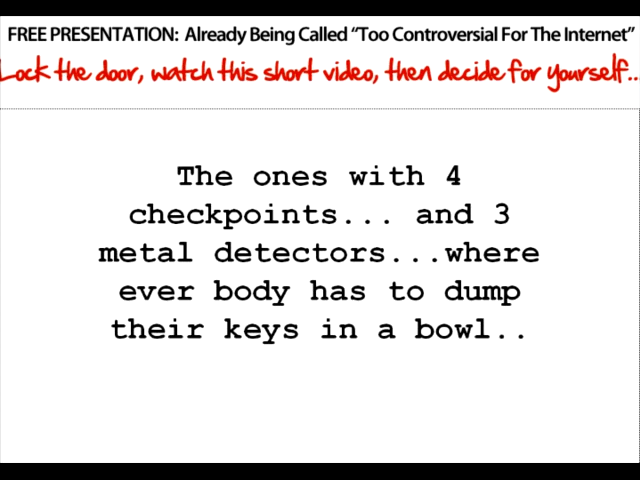 FREE PRESENTATION: Already Being Called “Too Controversial For The Internet”
Lock the door, watch this short video, then decide for yourself...
The ones with 4
checkpoints... and 3
metal detectors...where
ever body has to dump
their keys in a bowl..